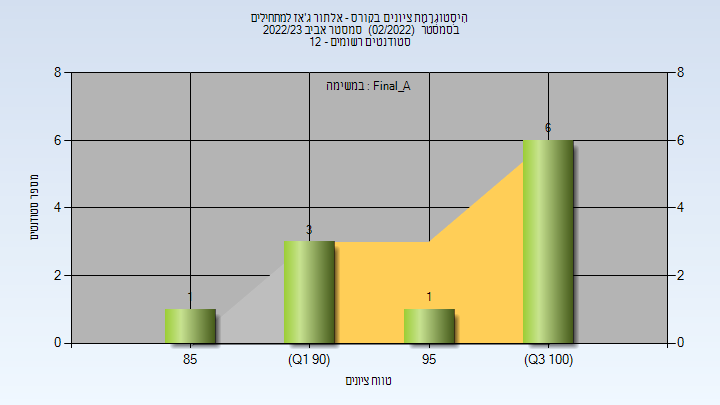 היסטוגרמת ציונים בקורס - אלתור ג'אז למתחילים
בסמסטר (02/2022) סמסטר אביב 2022/23
סטודנטים רשומים - 12
במשימה : Final_A
8 8
6 6
4 4
2 2
0 0
1 3 1 6
מספר סטודנטים
85 (Q1 90) 95 (Q3 100)
טווח ציונים